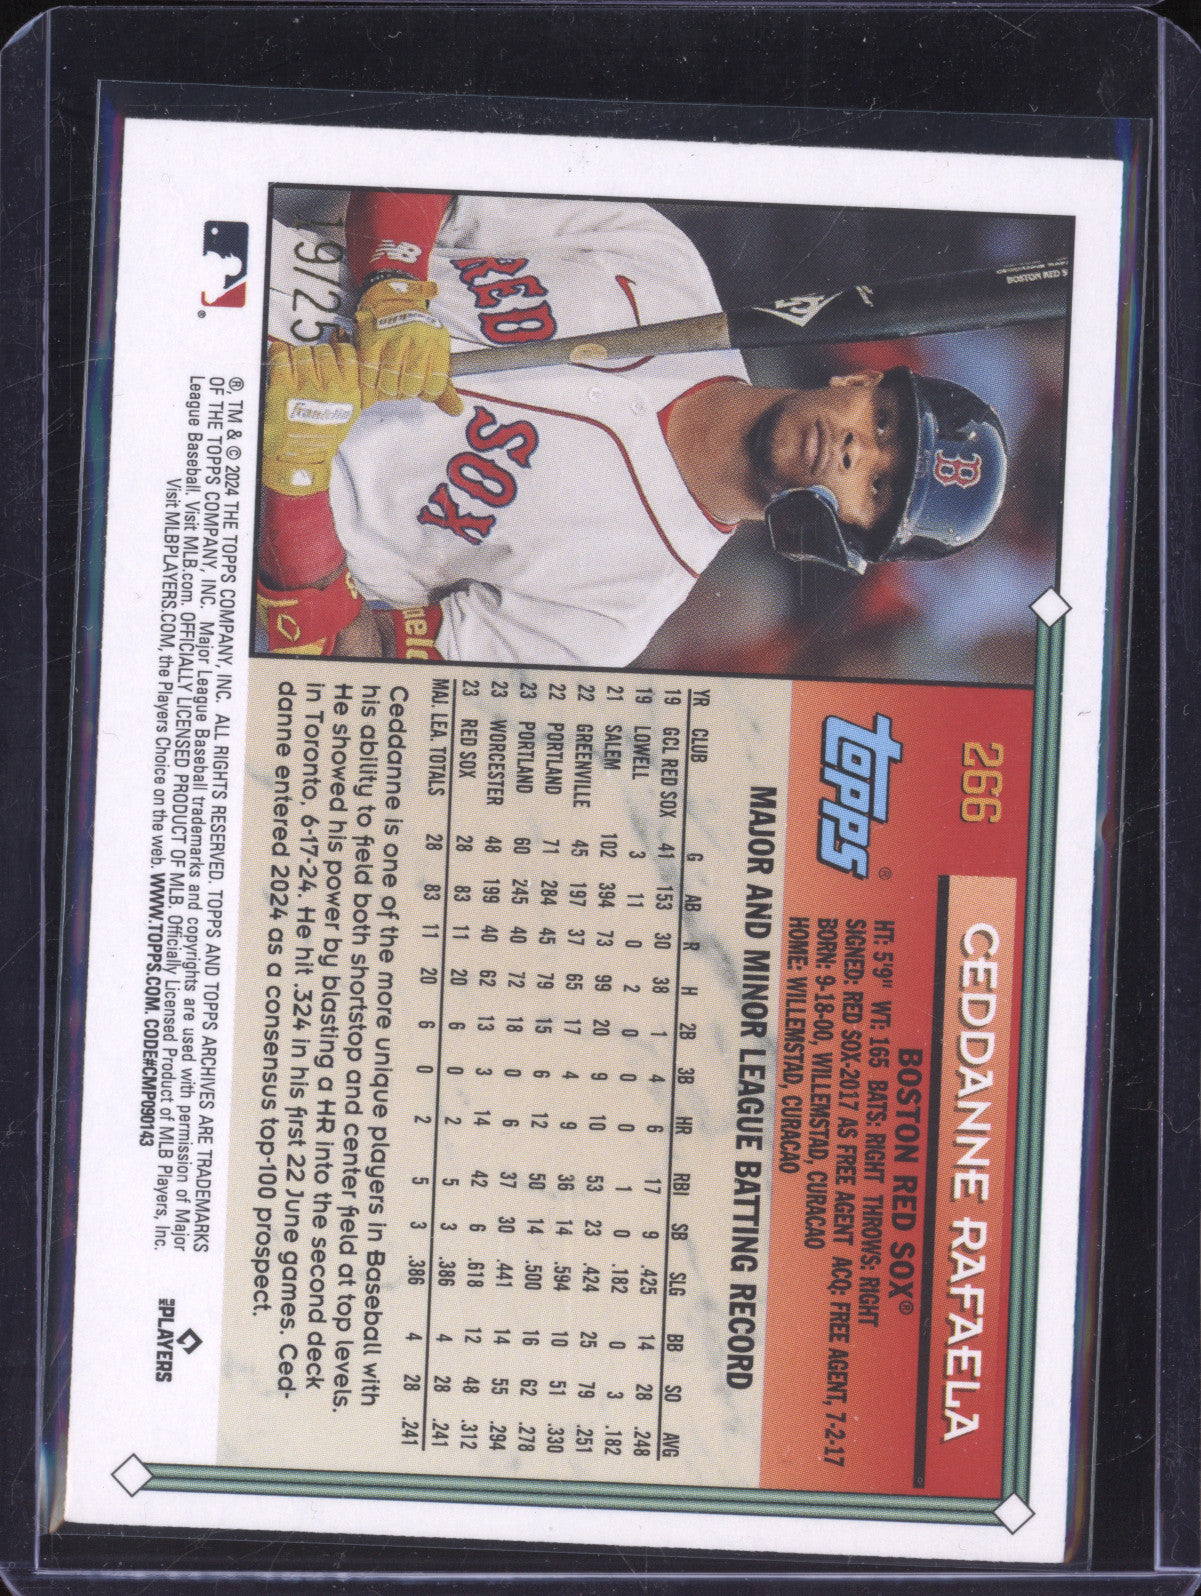 266
CEDDANNE RAFAELA
BOSTON RED SOX®
topps®
HT: 5'9" WT: 165 BATS: RIGHT THROWS: RIGHT
SIGNED: RED SOX-2017 AS FREE AGENT ACQ: FREE AGENT, 7-2-17
BORN: 9-18-00, WILLEMSTAD, CURACAO
HOME: WILLEMSTAD, CURACAO
MAJOR AND MINOR LEAGUE BATTING RECORD
YR CLUB G AB R H 2B 3B HR RBI SB SLG BB SO AVG
19 GCL RED SOX 41 153 30 38 1 4 6 17 9 .425 14 28 .248
19 LOWELL 3 11 0 2 0 0 0 1 0 .182 0 3 .182
21 SALEM 102 394 73 99 20 9 10 53 23 .424 25 79 .251
22 GREENVILLE 45 197 37 65 17 4 9 36 14 .594 10 51 .330
22 PORTLAND 71 284 45 79 15 6 12 50 14 .500 16 62 .278
23 PORTLAND 60 245 40 72 18 0 6 37 30 .441 14 55 .294
23 WORCESTER 48 199 40 62 13 3 14 42 6 .618 12 48 .312
23 RED SOX 28 83 11 20 6 0 2 5 3 .386 4 28 .241
MAJ. LEA. TOTALS 28 83 11 20 6 0 2 5 3 .386 4 28 .241
Ceddanne is one of the more unique players in Baseball with
his ability to field both shortstop and center field at top levels.
He showed his power by blasting a HR into the second deck
in Toronto, 6-17-24. He hit .324 in his first 22 June games. Ced-
danne entered 2024 as a consensus top-100 prospect.
B
RED SOX
NB
Franklin
Franklin
BOSTON RED S
19/25
®, TM & © 2024 THE TOPPS COMPANY, INC. ALL RIGHTS RESERVED. TOPPS AND TOPPS ARCHIVES ARE TRADEMARKS
OF THE TOPPS COMPANY, INC. Major League Baseball trademarks and copyrights are used with permission of Major
League Baseball. Visit MLB.com. OFFICIALLY LICENSED PRODUCT OF MLB. Officially Licensed Product of MLB Players, Inc.
Visit MLBPLAYERS.COM, the Players Choice on the web. WWW.TOPPS.COM. CODE#CMP090143
MLB PLAYERS